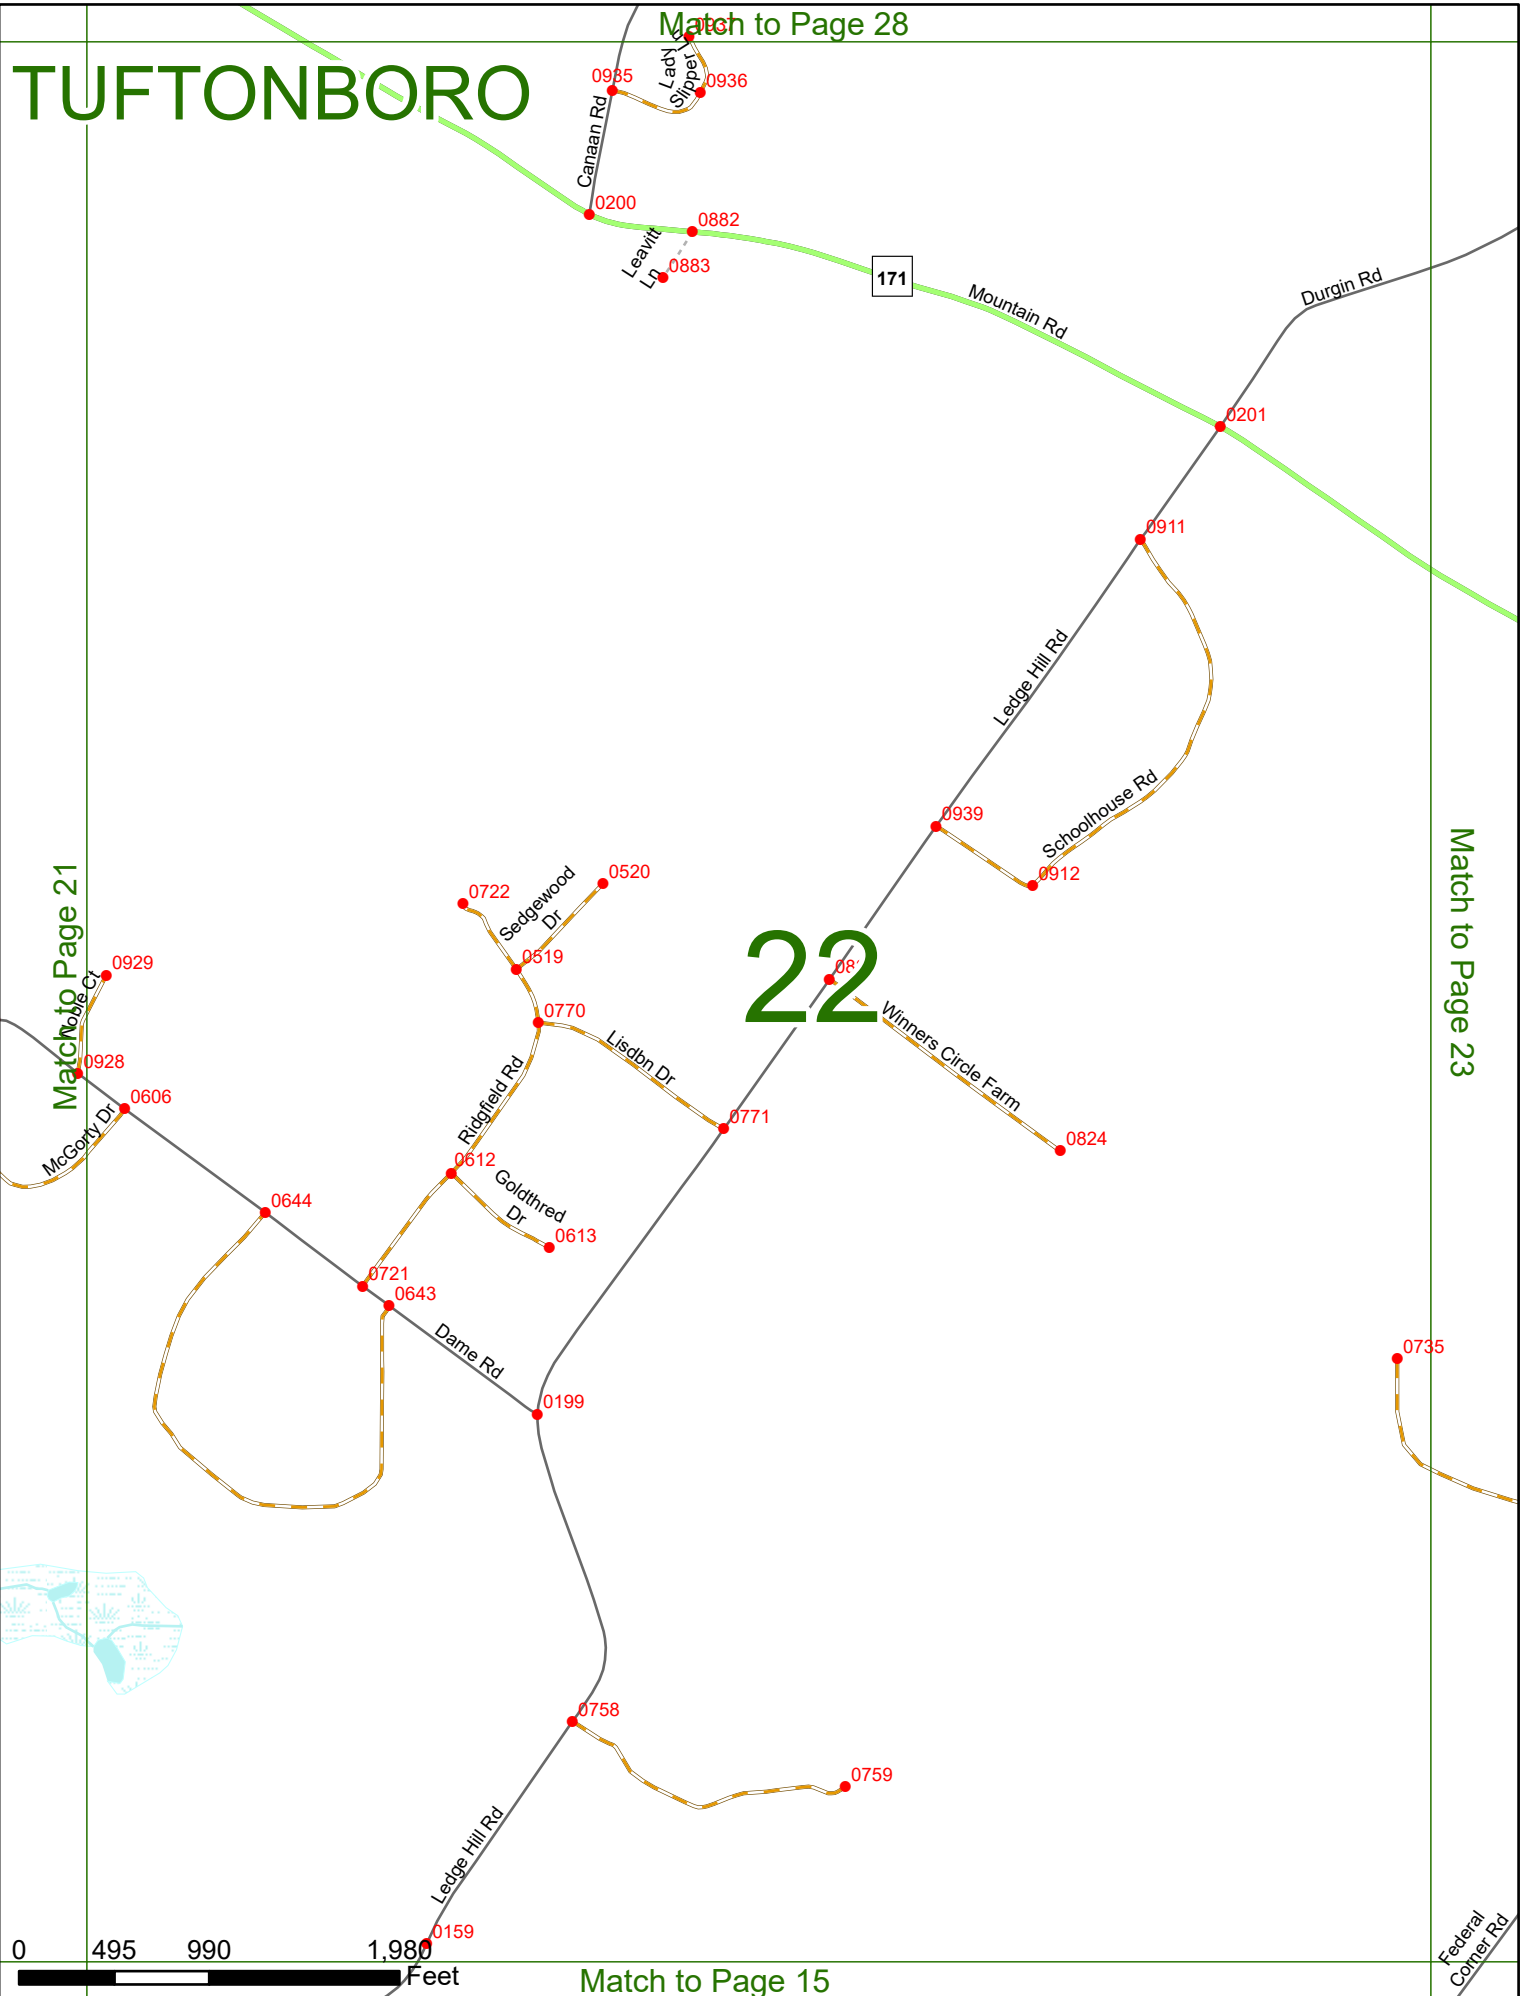 Match to Page 28
TUFTONBORO
0937
Lady
Slipper Ln
0935
0936
Canaan Rd
0200
0882
Leavitt
Ln
0883
171
Mountain Rd
Durgin Rd
0201
0911
Ledge Hill Rd
Schoolhouse Rd
0939
0912
Match to Page 21
Match to Page 23
0722
Sedgewood
Dr
0520
0519
22
0929
Noble Ct
0770
Lisdbn Dr
Winners Circle Farm
0928
0606
McGorty Dr
Ridgfield Rd
0771
0824
0612
Goldthred
Dr
0613
0644
0721
0643
Dame Rd
0199
0735
0758
0759
Ledge Hill Rd
0159
Federal
Corner Rd
0 495 990 1,980
Feet
Match to Page 15